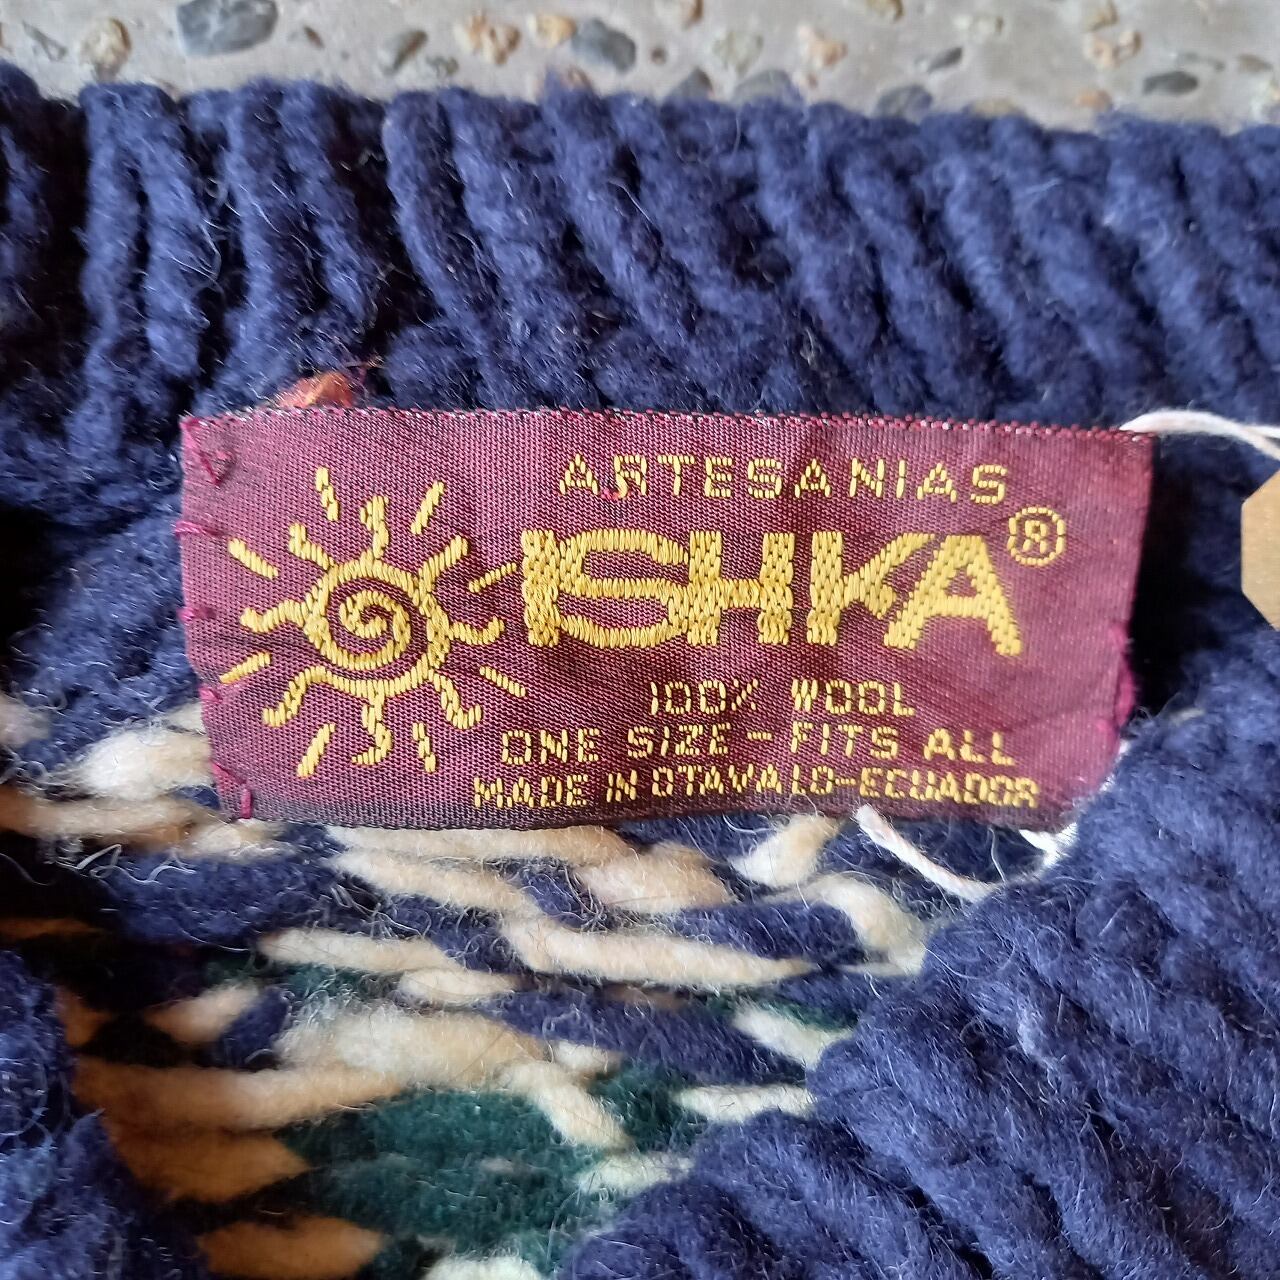 ARTESANIAS
ISHKA®
100% WOOL
ONE SIZE - FITS ALL
MADE IN OTAVALO-ECUADOR